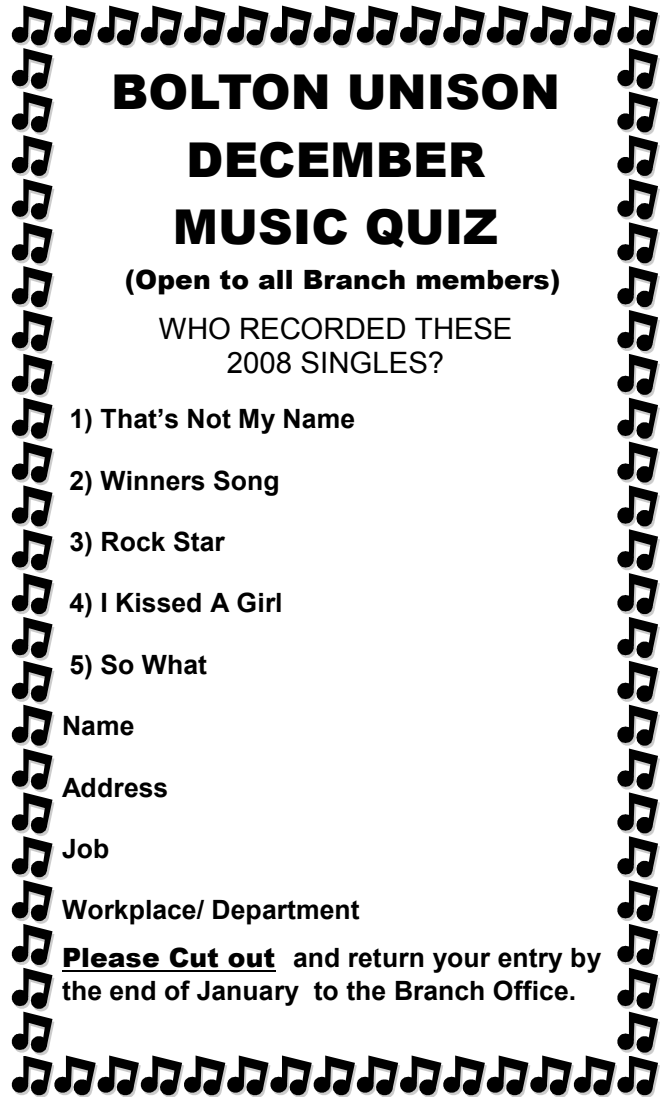 BOLTON UNISON
DECEMBER
MUSIC QUIZ
(Open to all Branch members)
WHO RECORDED THESE
2008 SINGLES?
1) That’s Not My Name
2) Winners Song
3) Rock Star
4) I Kissed A Girl
5) So What
Name
Address
Job
Workplace/ Department
Please Cut out and return your entry by
the end of January to the Branch Office.